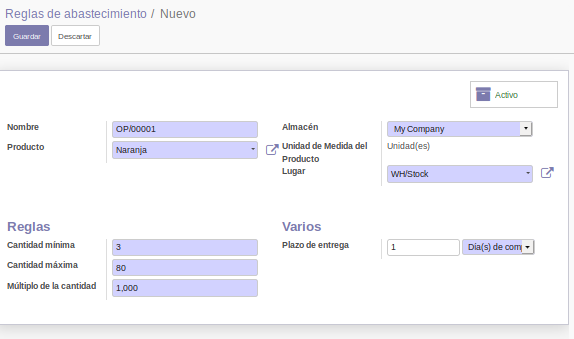 Reglas de abastecimiento / Nuevo
Guardar Descartar
Activo
Nombre OP/00001 Almacén My Company
Producto Naranja Unidad de Medida del Producto Unidad(es)
Lugar WH/Stock
Reglas Varios
Cantidad mínima 3 Plazo de entrega 1 Día(s) de com
Cantidad máxima 80
Múltiplo de la cantidad 1,000